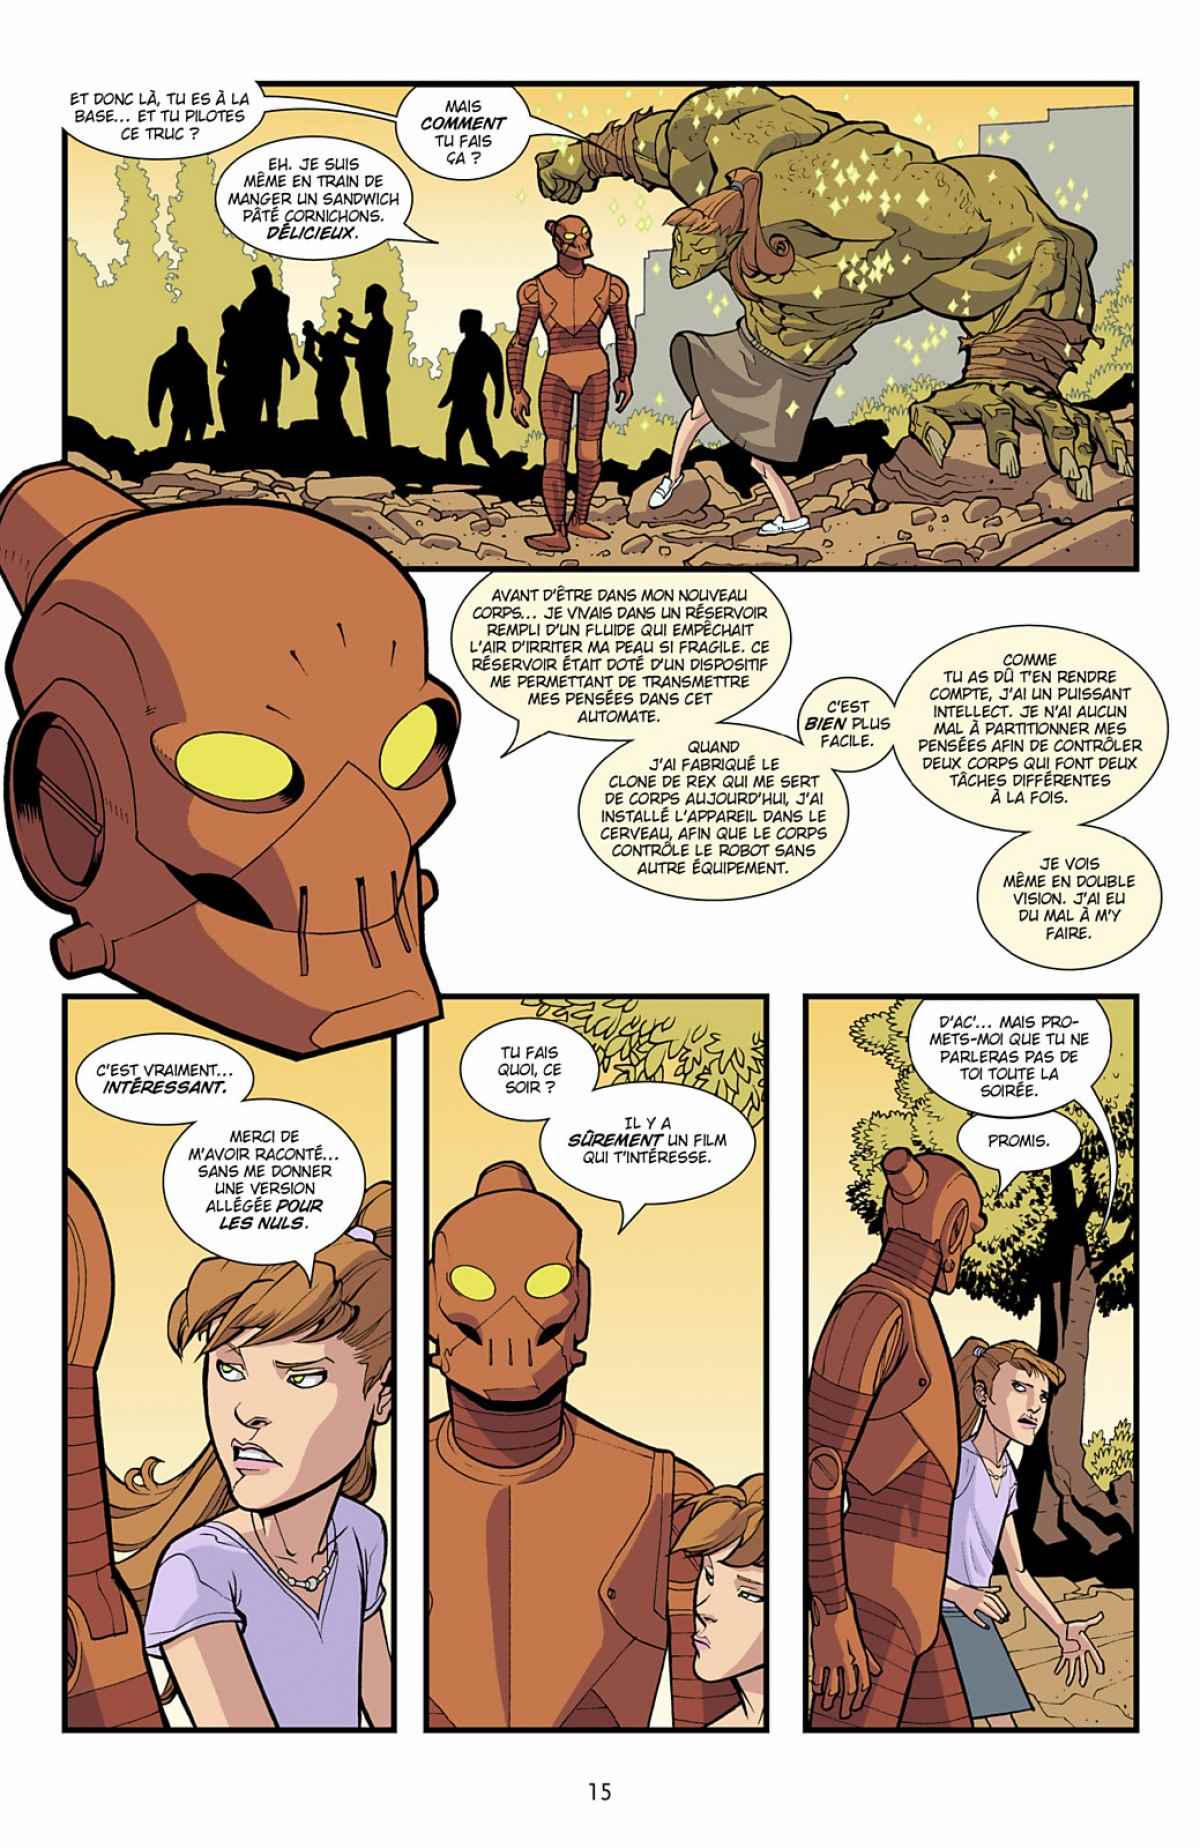 ET DONC LÀ, TU ES À LA
BASE... ET TU PILOTES
CE TRUC ?
MAIS
COMMENT
TU FAIS
ÇA ?
EH. JE SUIS
MÊME EN TRAIN DE
MANGER UN SANDWICH
PÂTÉ CORNICHONS.
DÉLICIEUX.
AVANT D'ÊTRE DANS MON NOUVEAU
CORPS... JE VIVAIS DANS UN RÉSERVOIR
REMPLI D'UN FLUIDE QUI EMPÊCHAIT
L'AIR D'IRRITER MA PEAU SI FRAGILE. CE
RÉSERVOIR ÉTAIT DOTÉ D'UN DISPOSITIF
ME PERMETTANT DE TRANSMETTRE
MES PENSÉES DANS CET
AUTOMATE.
QUAND
J'AI FABRIQUÉ LE
CLONE DE REX QUI ME SERT
DE CORPS AUJOURD'HUI, J'AI
INSTALLÉ L'APPAREIL DANS LE
CERVEAU, AFIN QUE LE CORPS
CONTRÔLE LE ROBOT SANS
AUTRE ÉQUIPEMENT.
C'EST
BIEN PLUS
FACILE.
COMME
TU AS DÛ T'EN RENDRE
COMPTE, J'AI UN PUISSANT
INTELLECT. JE N'AI AUCUN
MAL À PARTITIONNER MES
PENSÉES AFIN DE CONTRÔLER
DEUX CORPS QUI FONT DEUX
TÂCHES DIFFÉRENTES
À LA FOIS.
JE VOIS
MÊME EN DOUBLE
VISION. J'AI EU
DU MAL À M'Y
FAIRE.
C'EST VRAIMENT...
INTÉRESSANT.
MERCI DE
M'AVOIR RACONTÉ...
SANS ME DONNER
UNE VERSION
ALLÉGÉE POUR
LES NULS.
TU FAIS
QUOI, CE
SOIR ?
IL Y A
SÛREMENT UN FILM
QUI T'INTÉRESSE.
D'AC'... MAIS PRO-
METS-MOI QUE TU NE
PARLERAS PAS DE
TOI TOUTE LA
SOIRÉE.
PROMIS.
15